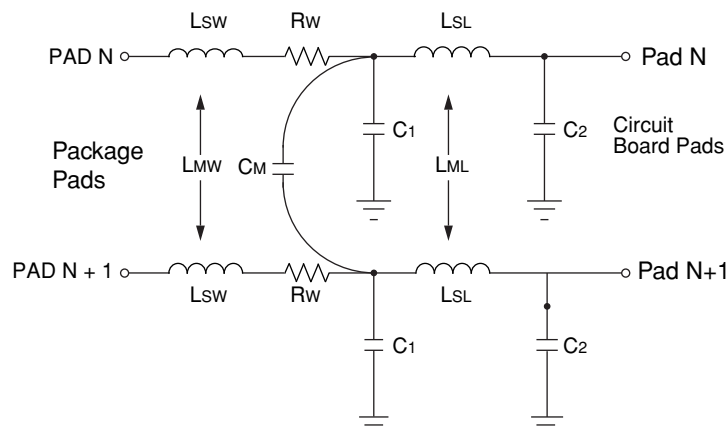 LSW RW LSL
PAD N Pad N
C1 C2 Circuit
Board Pads
Package
Pads
LMW CM LML
PAD N + 1 Pad N+1
LSW RW LSL
C1 C2